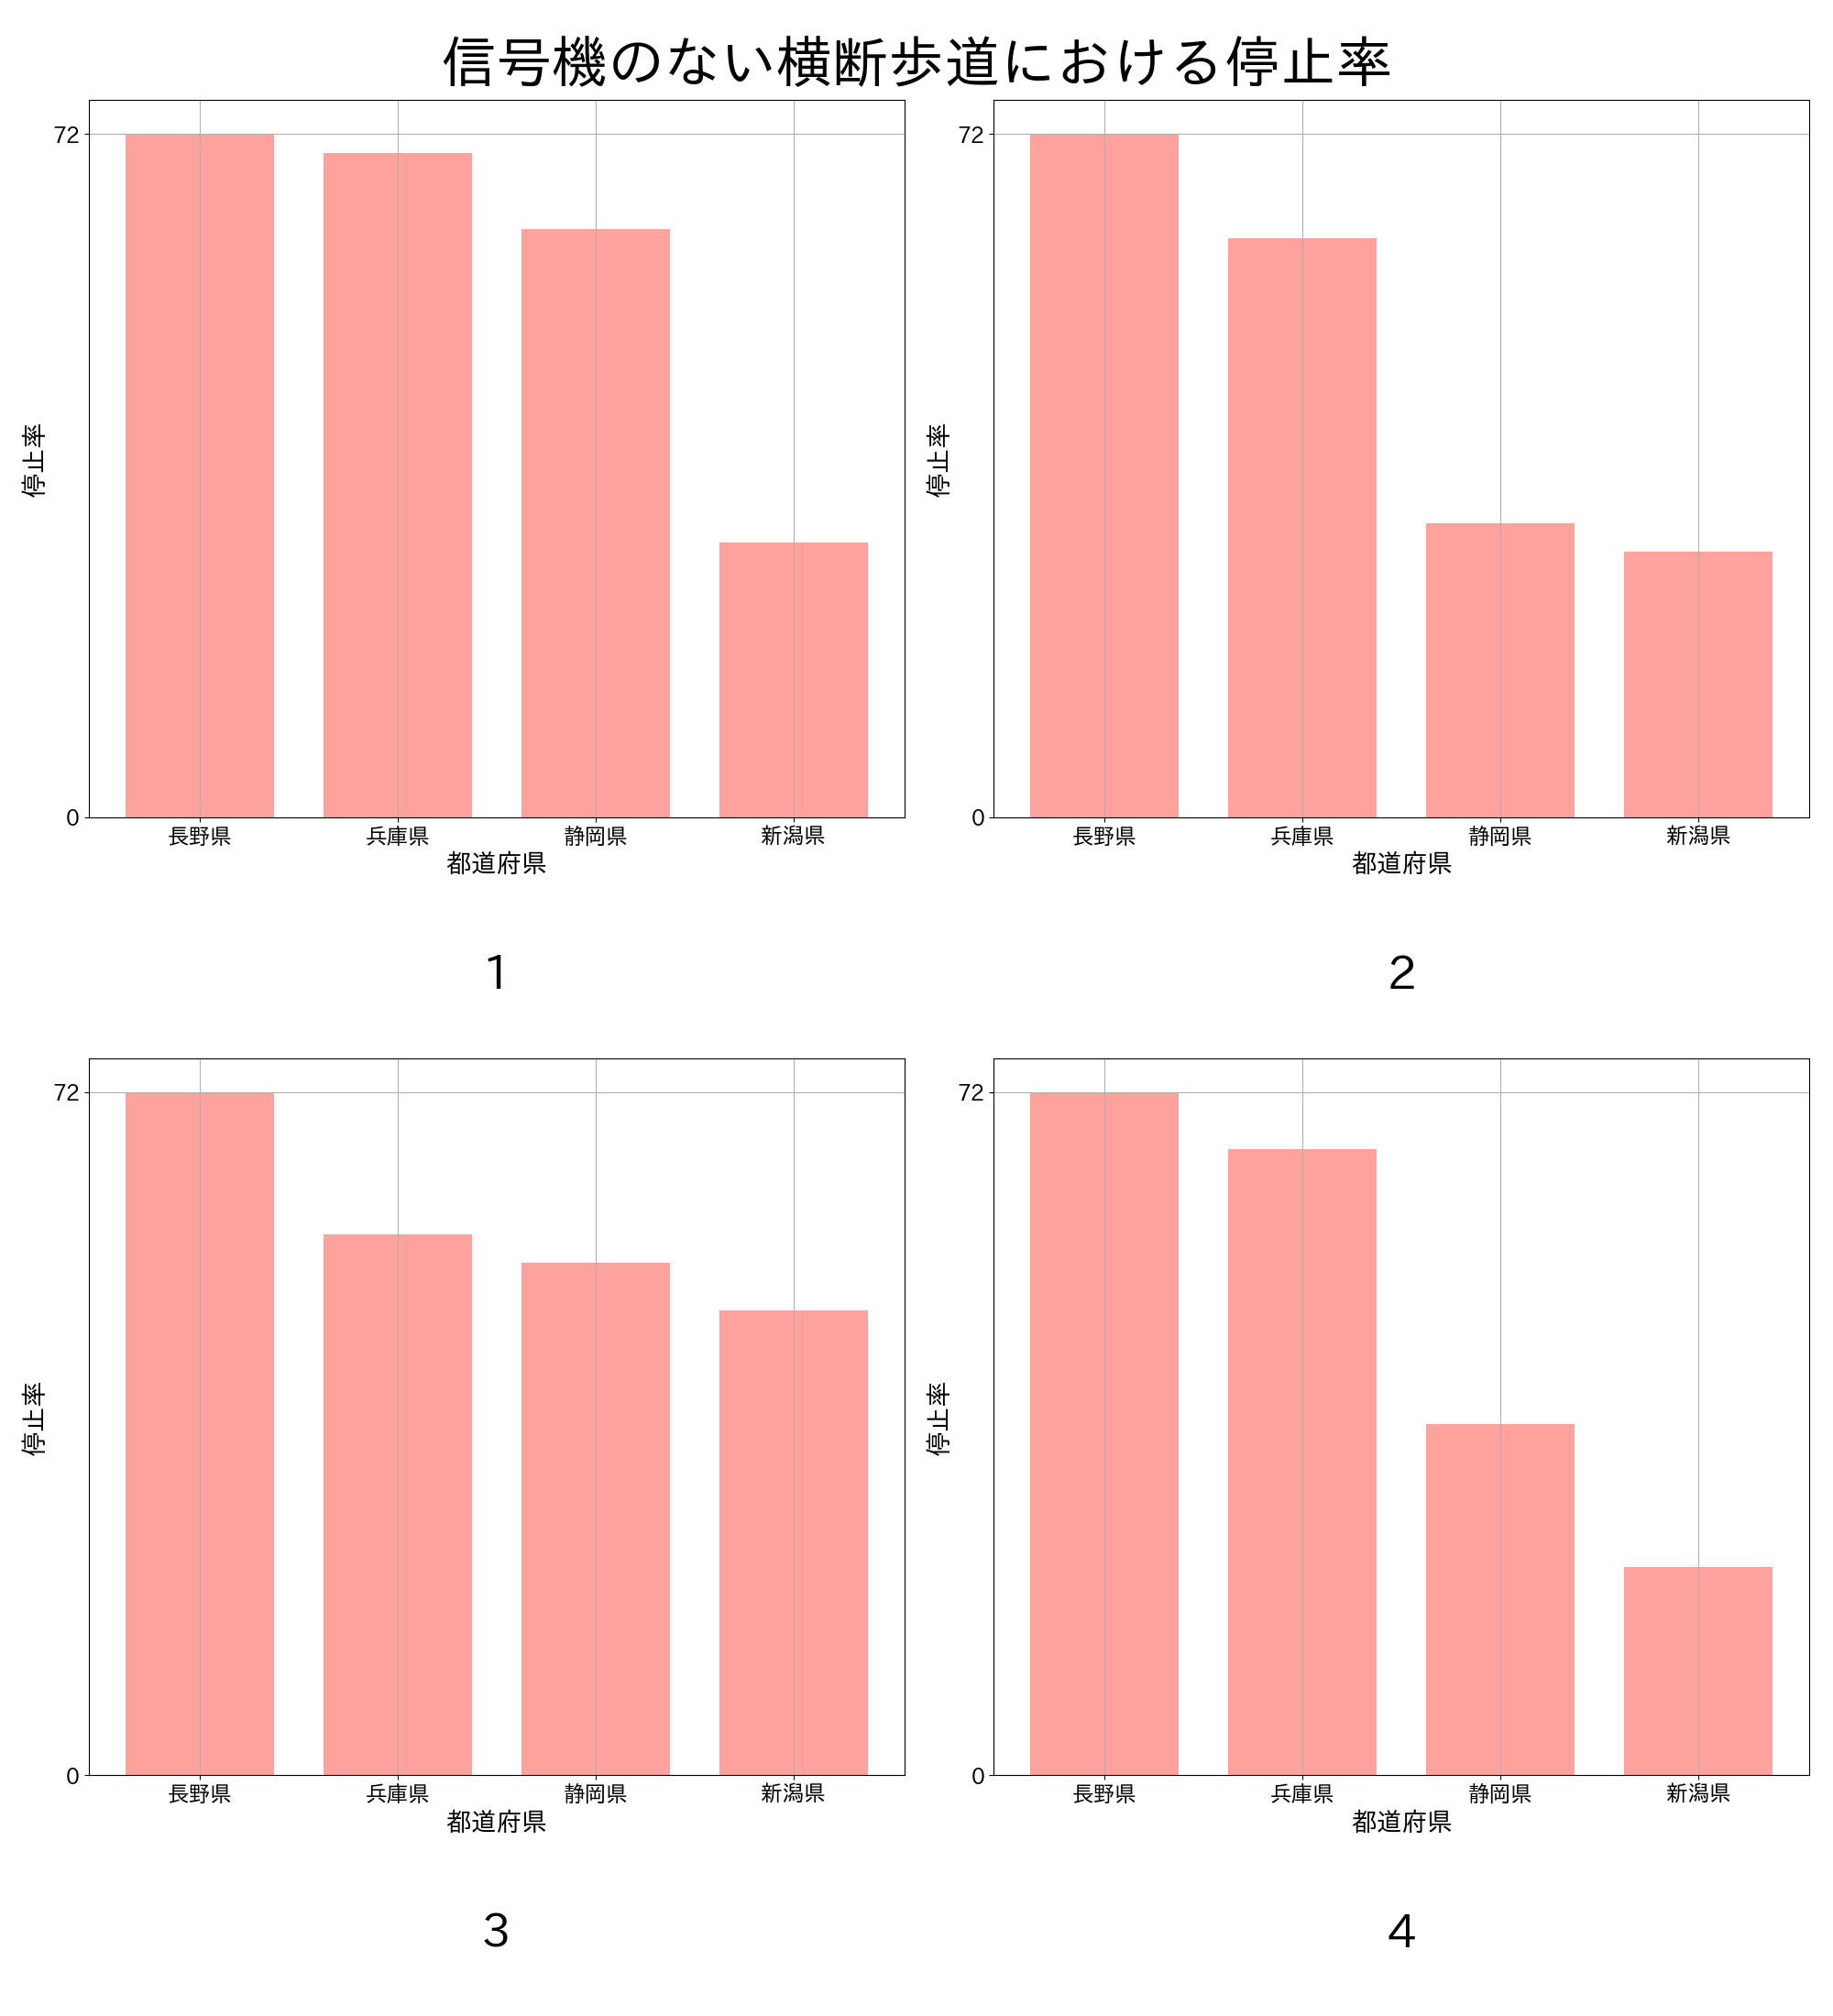 信号機のない横断歩道における停止率
72
0
停止率
長野県 兵庫県 静岡県 新潟県
都道府県
1
72
0
停止率
長野県 兵庫県 静岡県 新潟県
都道府県
2
72
0
停止率
長野県 兵庫県 静岡県 新潟県
都道府県
3
72
0
停止率
長野県 兵庫県 静岡県 新潟県
都道府県
4